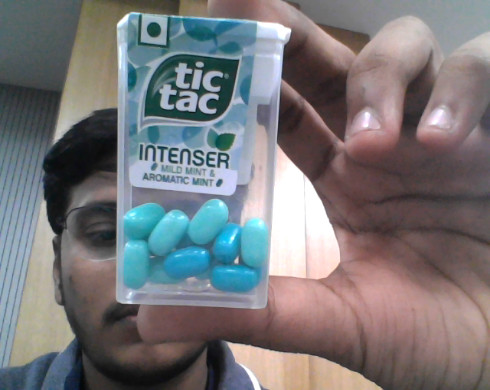 tic
tac
INTENSER
MILD MINT &
AROMATIC MINT